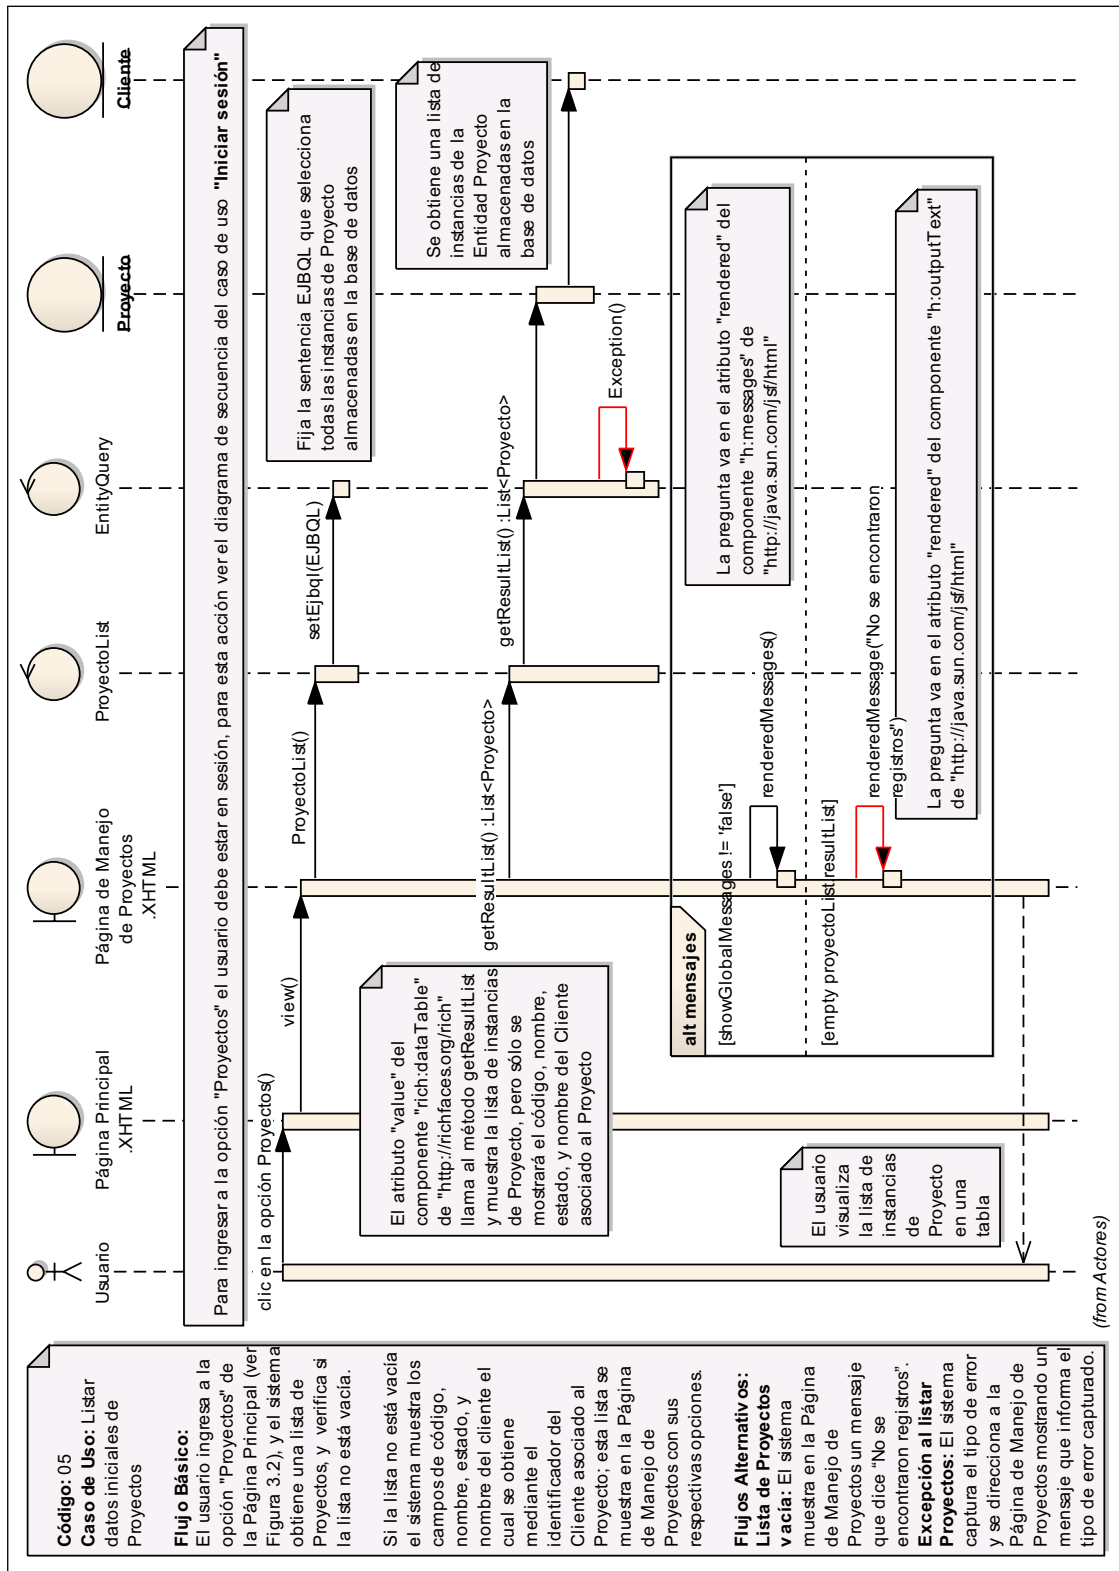 Código: 05
Caso de Uso: Listar
datos iniciales de
Proyectos
Flujo Básico:
El usuario ingresa a la
opción "Proyectos" de
la Página Principal (ver
Figura 3.2), y el sistema
obtiene una lista de
Proyectos, y verifica si
la lista no está vacía.
Si la lista no está vacía
el sistema muestra los
campos de código,
nombre, estado, y
nombre del cliente el
cual se obtiene
mediante el
identificador del
Cliente asociado al
Proyecto; esta lista se
muestra en la Página
de Manejo de
Proyectos con sus
respectivas opciones.
Flujos Alternativos:
Lista de Proyectos
vacía: El sistema
muestra en la Página
de Manejo de
Proyectos un mensaje
que dice “No se
encontraron registros”.
Excepción al listar
Proyectos: El sistema
captura el tipo de error
y se direcciona a la
Página de Manejo de
Proyectos mostrando un
mensaje que informa el
tipo de error capturado.
Usuario
Página Principal
.XHTML
Página de Manejo
de Proyectos
.XHTML
ProyectoList
EntityQuery
Proyecto
Cliente
Para ingresar a la opción "Proyectos" el usuario debe estar en sesión, para esta acción ver el diagrama de secuencia del caso de uso "Iniciar sesión"
clic en la opción Proyectos()
view()
ProyectoList()
setEjbql(EJBQL)
Fija la sentencia EJBQL que selecciona
todas las instancias de Proyecto
almacenadas en la base de datos
El atributo "value" del
componente "rich:dataTable"
de "http://richfaces.org/rich"
llama al método getResultList
y muestra la lista de instancias
de Proyecto, pero sólo se
mostrará el código, nombre,
estado, y nombre del Cliente
asociado al Proyecto
getResultList() :List<Proyecto>
getResultList() :List<Proyecto>
Se obtiene una lista de
instancias de la
Entidad Proyecto
almacenadas en la
base de datos
Exception()
alt mensajes
[showGlobalMessages != 'false']
renderedMessages()
La pregunta va en el atributo "rendered" del
componente "h:messages" de
"http://java.sun.com/jsf/html"
[empty proyectoList.resultList]
renderedMessage("No se encontraron
registros")
La pregunta va en el atributo "rendered" del componente "h:outputText"
de "http://java.sun.com/jsf/html"
El usuario
visualiza
la lista de
instancias
de
Proyecto
en una
tabla
(from Actores)